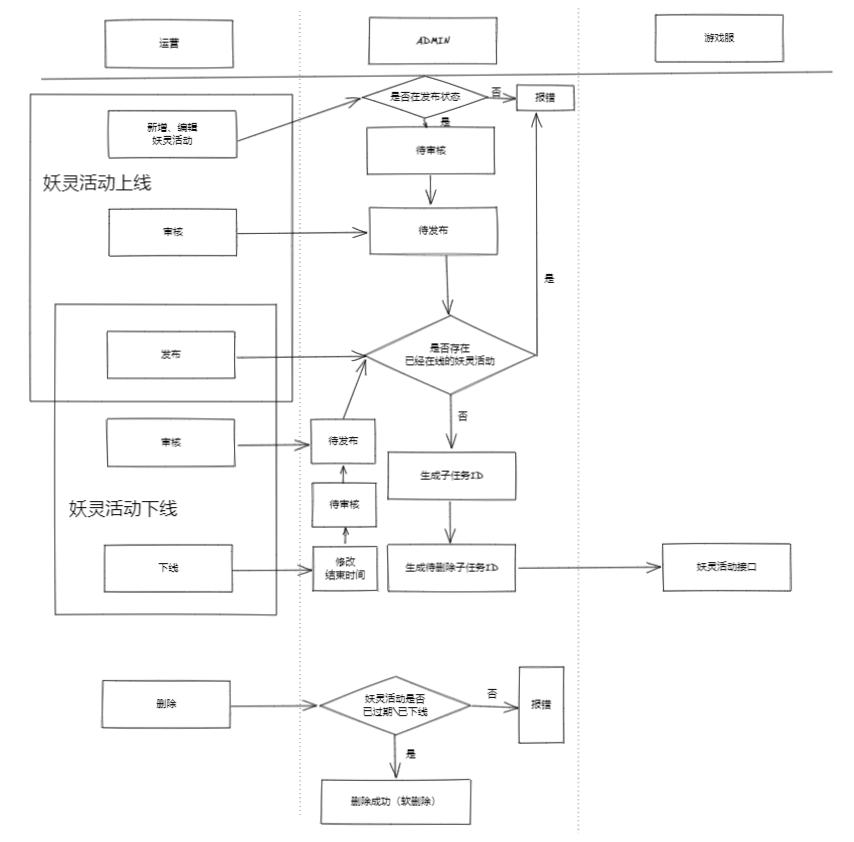 运营
ADMIN
游戏服
是否在发布状态
否
报错
新增、编辑
妖灵活动
是
待审核
妖灵活动上线
审核
待发布
是
发布
是否存在
已经在线的妖灵活动
否
审核
待发布
生成子任务ID
待审核
妖灵活动下线
下线
修改
结束时间
生成待删除子任务ID
妖灵活动接口
删除
妖灵活动是否
已过期\已下线
否
报错
是
删除成功（软删除）